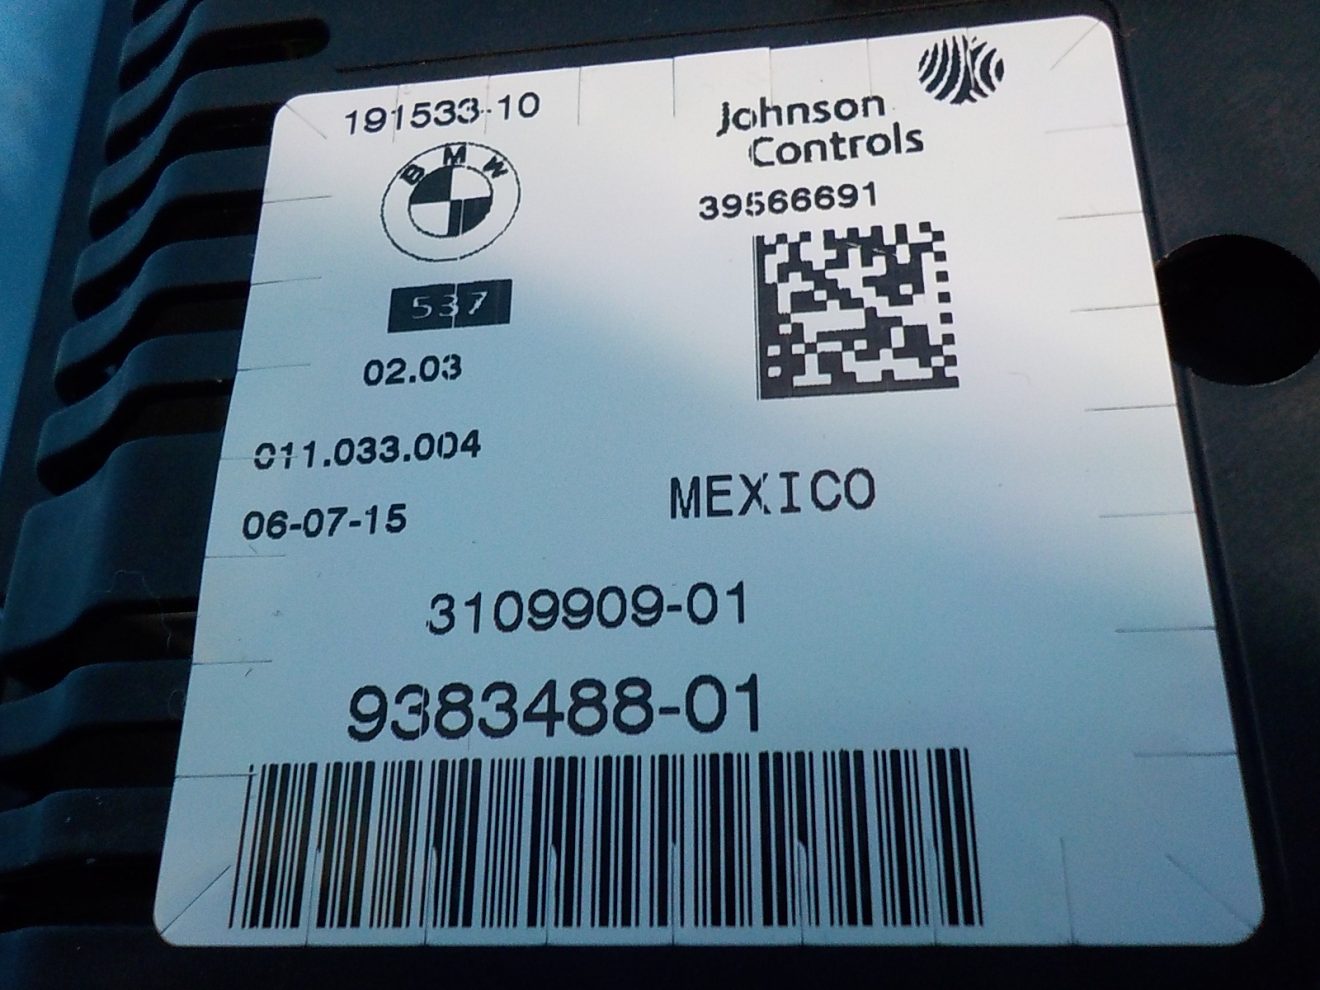 191533-10
BMW
Johnson
Controls
39566691
537
02.03
011.033.004
06-07-15
MEXICO
3109909-01
9383488-01